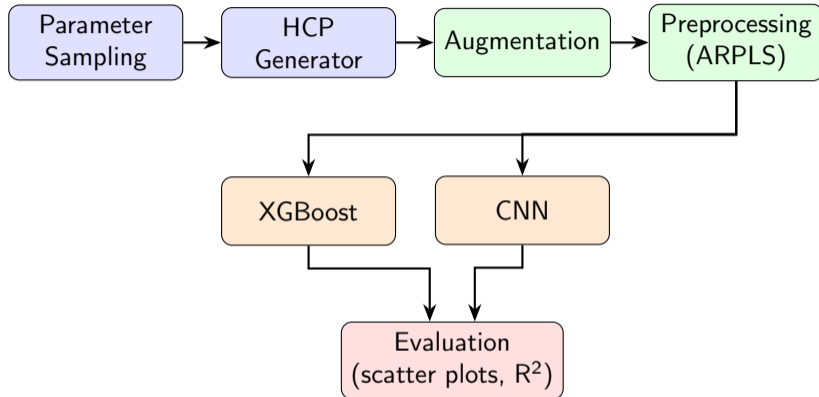 Parameter
Sampling
HCP
Generator
Augmentation
Preprocessing
(ARPLS)
XGBoost
CNN
Evaluation
(scatter plots, R²)